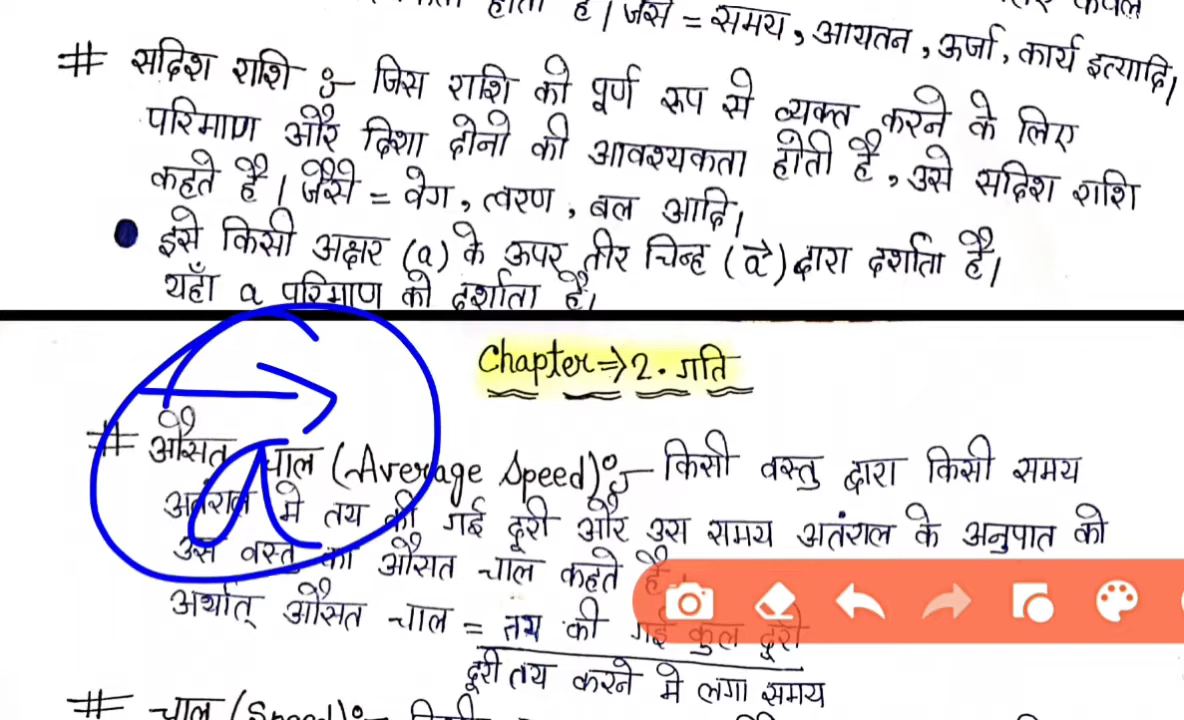 होता है। जैसे = समय, आयतन, ऊर्जा, कार्य इत्यादि।
# सदिश राशि :- जिस राशि को पूर्ण रूप से व्यक्त करने के लिए
परिमाण और दिशा दोनो की आवश्यकता होती है, उसे सदिश राशि
कहते है। जैसे = वेग, त्वरण, बल आदि।
● इसे किसी अक्षर (a) के ऊपर तीर चिन्ह (a⃗) द्वारा दर्शाता है।
यहाँ a परिमाण को दर्शाता है।
Chapter ⇒ 2. गति
# औसत चाल (Average Speed) :- किसी वस्तु द्वारा किसी समय
अतंराल मे तय की गई दूरी और उस समय अतंराल के अनुपात को
उस वस्तु का औसत चाल कहते है।
अर्थात् औसत चाल = तय की गई कुल दूरी
दूरी तय करने मे लगा समय
# चाल (Speed) :-
a⃗